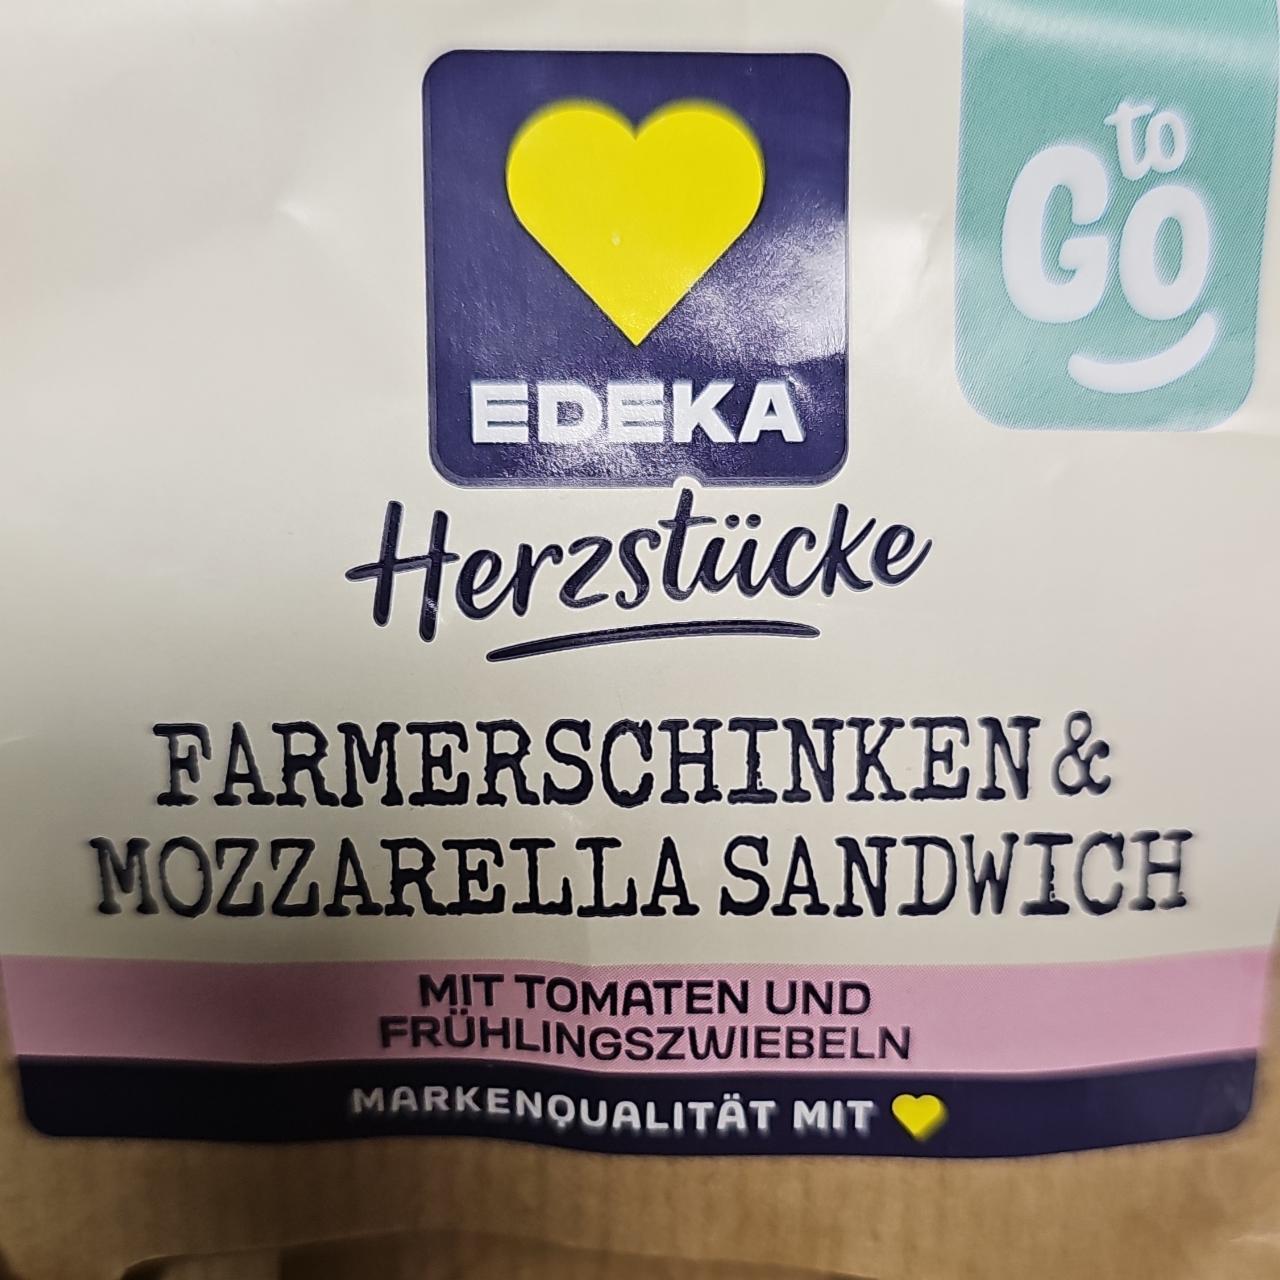 to
Go
EDEKA
Herzstücke
FARMERSCHINKEN &
MOZZARELLA SANDWICH
MIT TOMATEN UND
FRÜHLINGSZWIEBELN
MARKENQUALITÄT MIT